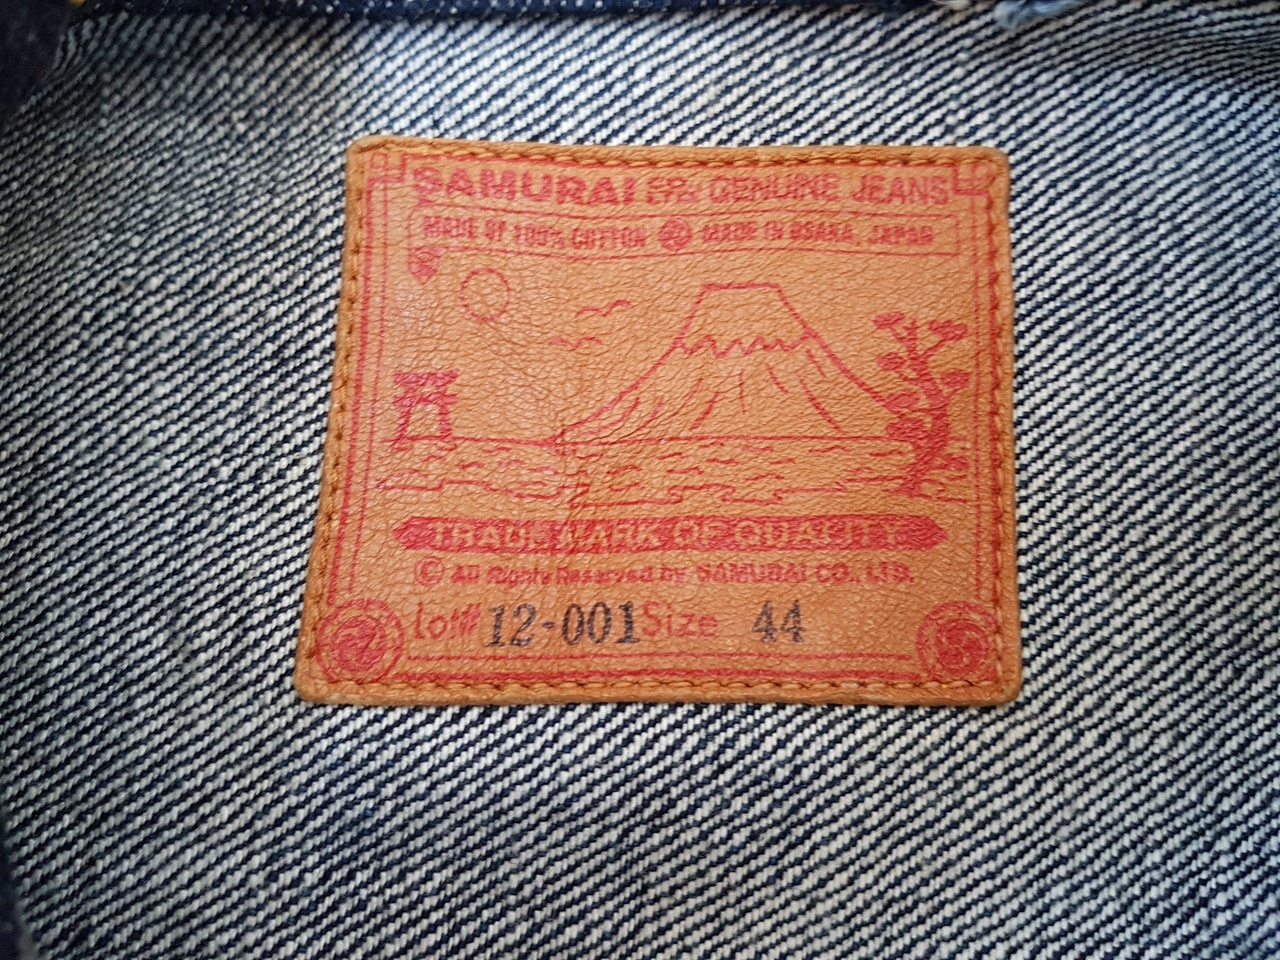 SAMURAI GENUINE JEANS
MADE OF 100% COTTON MADE IN OSAKA, JAPAN
TRADE MARK OF QUALITY
© All Rights Reserved by SAMURAI CO., LTD.
Lot# 12-001 Size 44